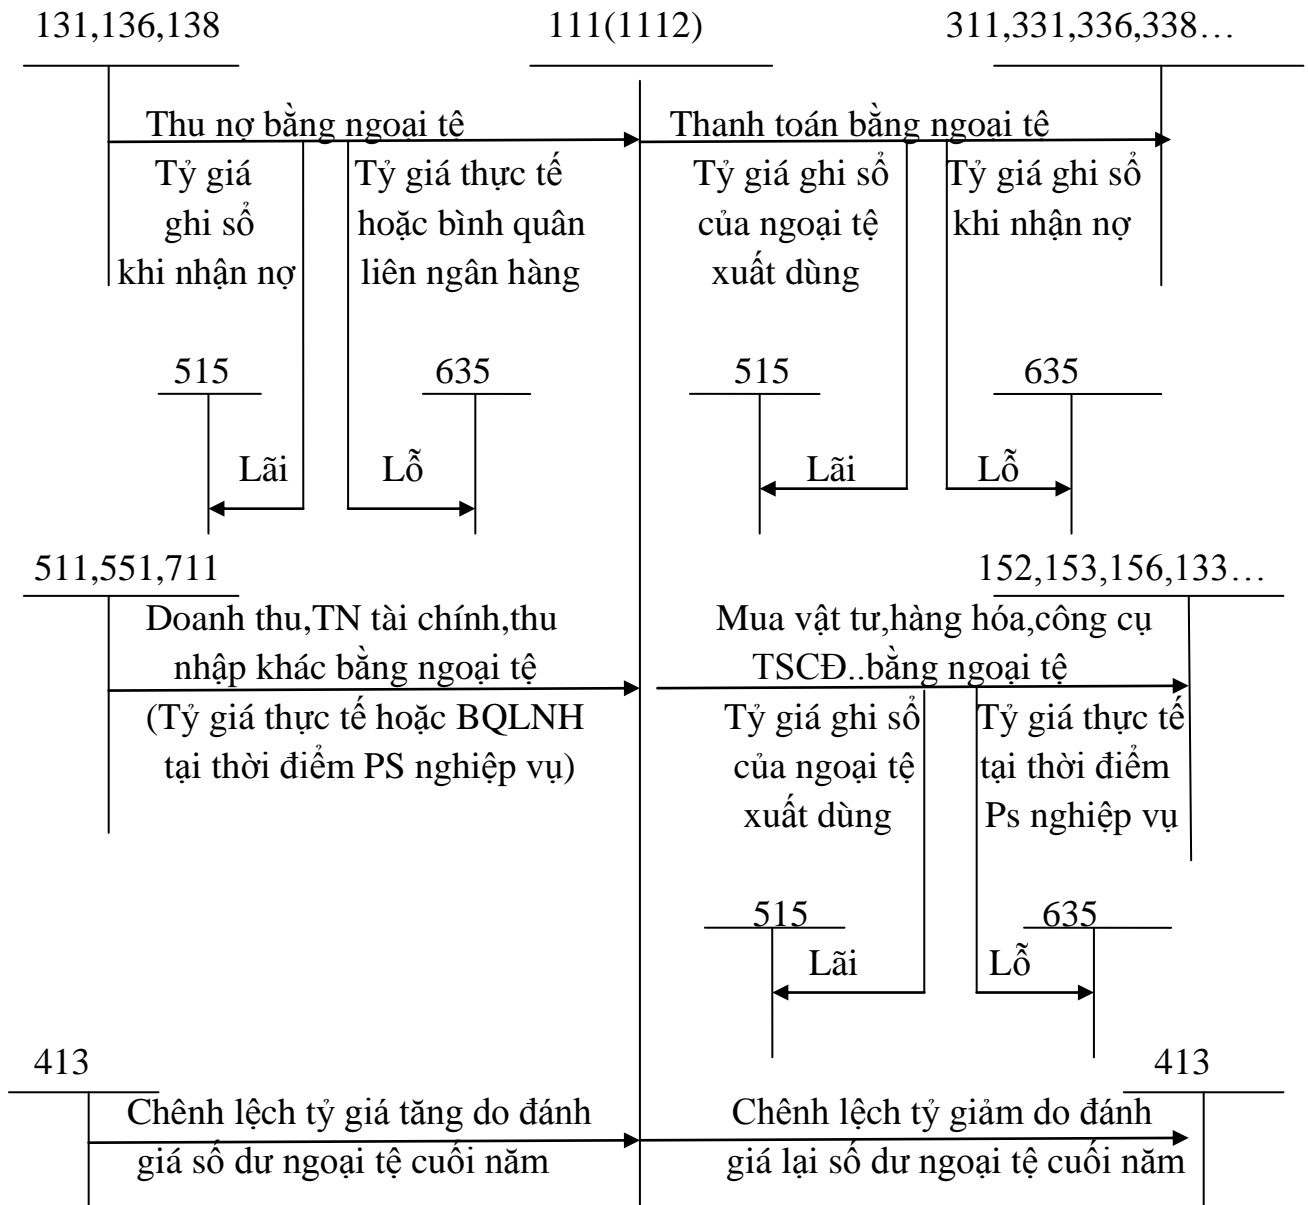 131,136,138
111(1112)
311,331,336,338…
Thu nợ bằng ngoại tê
Thanh toán bằng ngoại tê
Tỷ giá
ghi sổ
khi nhận nợ
Tỷ giá thực tế
hoặc bình quân
liên ngân hàng
Tỷ giá ghi sổ
của ngoại tệ
xuất dùng
Tỷ giá ghi sổ
khi nhận nợ
515
635
515
635
Lãi
Lỗ
Lãi
Lỗ
511,551,711
152,153,156,133…
Doanh thu,TN tài chính,thu
nhập khác bằng ngoại tệ
(Tỷ giá thực tế hoặc BQLNH
tại thời điểm PS nghiệp vụ)
Mua vật tư,hàng hóa,công cụ
TSCĐ..bằng ngoại tệ
Tỷ giá ghi sổ
của ngoại tệ
xuất dùng
Tỷ giá thực tế
tại thời điểm
Ps nghiệp vụ
515
635
Lãi
Lỗ
413
413
Chênh lệch tỷ giá tăng do đánh
giá số dư ngoại tệ cuối năm
Chênh lệch tỷ giảm do đánh
giá lại số dư ngoại tệ cuối năm